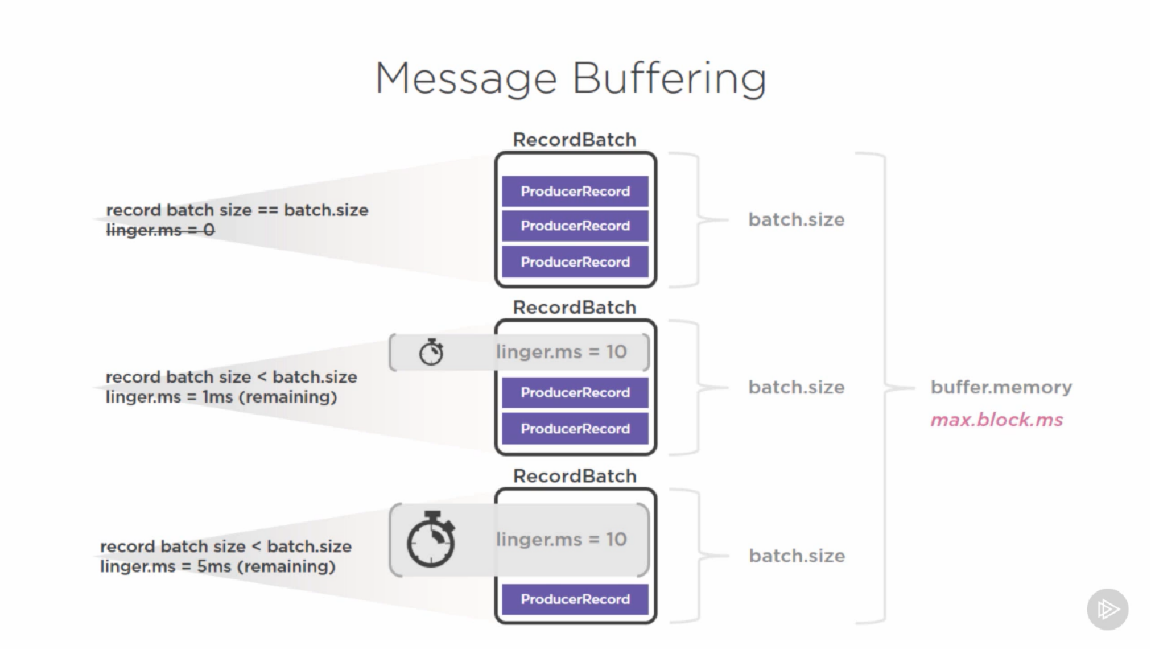 Message Buffering
RecordBatch
record batch size == batch.size
linger.ms = 0
ProducerRecord
ProducerRecord
ProducerRecord
batch.size
RecordBatch
linger.ms = 10
record batch size < batch.size
linger.ms = 1ms (remaining)
ProducerRecord
ProducerRecord
batch.size
buffer.memory
max.block.ms
RecordBatch
linger.ms = 10
record batch size < batch.size
linger.ms = 5ms (remaining)
ProducerRecord
batch.size